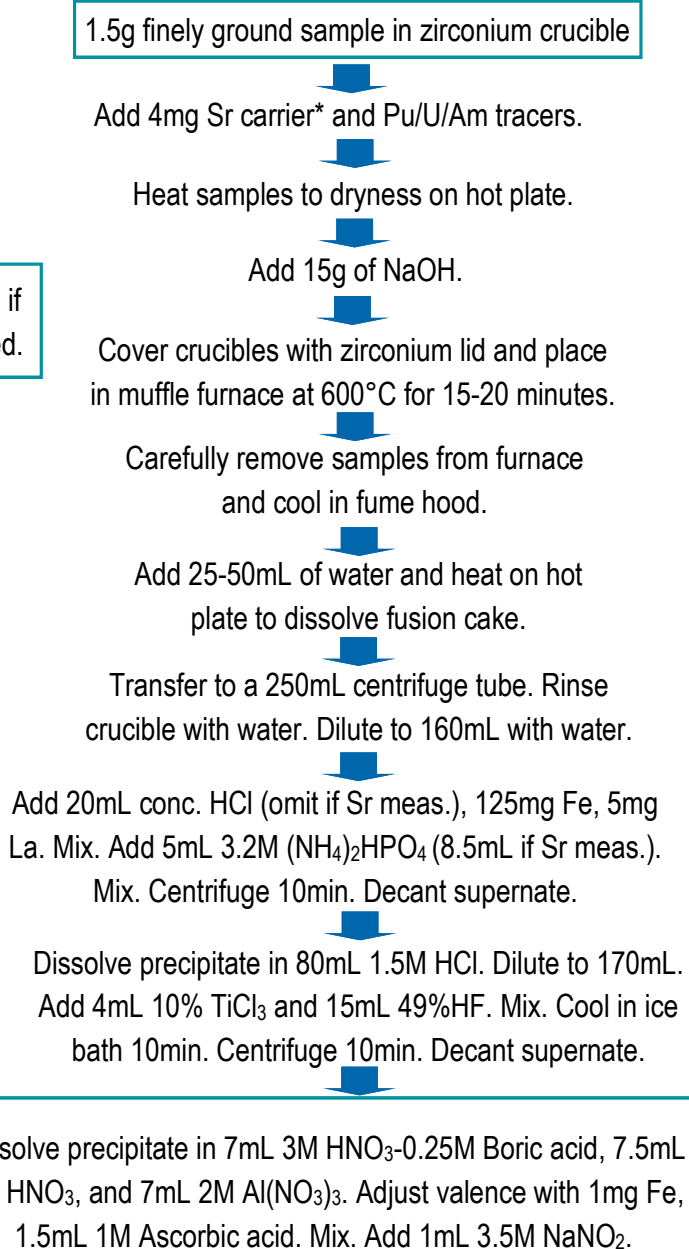 1.5g finely ground sample in zirconium crucible
Add 4mg Sr carrier* and Pu/U/Am tracers.
Heat samples to dryness on hot plate.
Add 15g of NaOH.
if
Cover crucibles with zirconium lid and place
in muffle furnace at 600°C for 15-20 minutes.
Carefully remove samples from furnace
and cool in fume hood.
Add 25-50mL of water and heat on hot
plate to dissolve fusion cake.
Transfer to a 250mL centrifuge tube. Rinse
crucible with water. Dilute to 160mL with water.
Add 20mL conc. HCl (omit if Sr meas.), 125mg Fe, 5mg
La. Mix. Add 5mL 3.2M (NH₄)₂HPO₄ (8.5mL if Sr meas.).
Mix. Centrifuge 10min. Decant supernate.
Dissolve precipitate in 80mL 1.5M HCl. Dilute to 170mL.
Add 4mL 10% TiCl₃ and 15mL 49%HF. Mix. Cool in ice
bath 10min. Centrifuge 10min. Decant supernate.
precipitate in 7mL 3M HNO₃-0.25M Boric acid, 7.5mL
HNO₃, and 7mL 2M Al(NO₃)₃. Adjust valence with 1mg Fe,
1.5mL 1M Ascorbic acid. Mix. Add 1mL 3.5M NaNO₂.